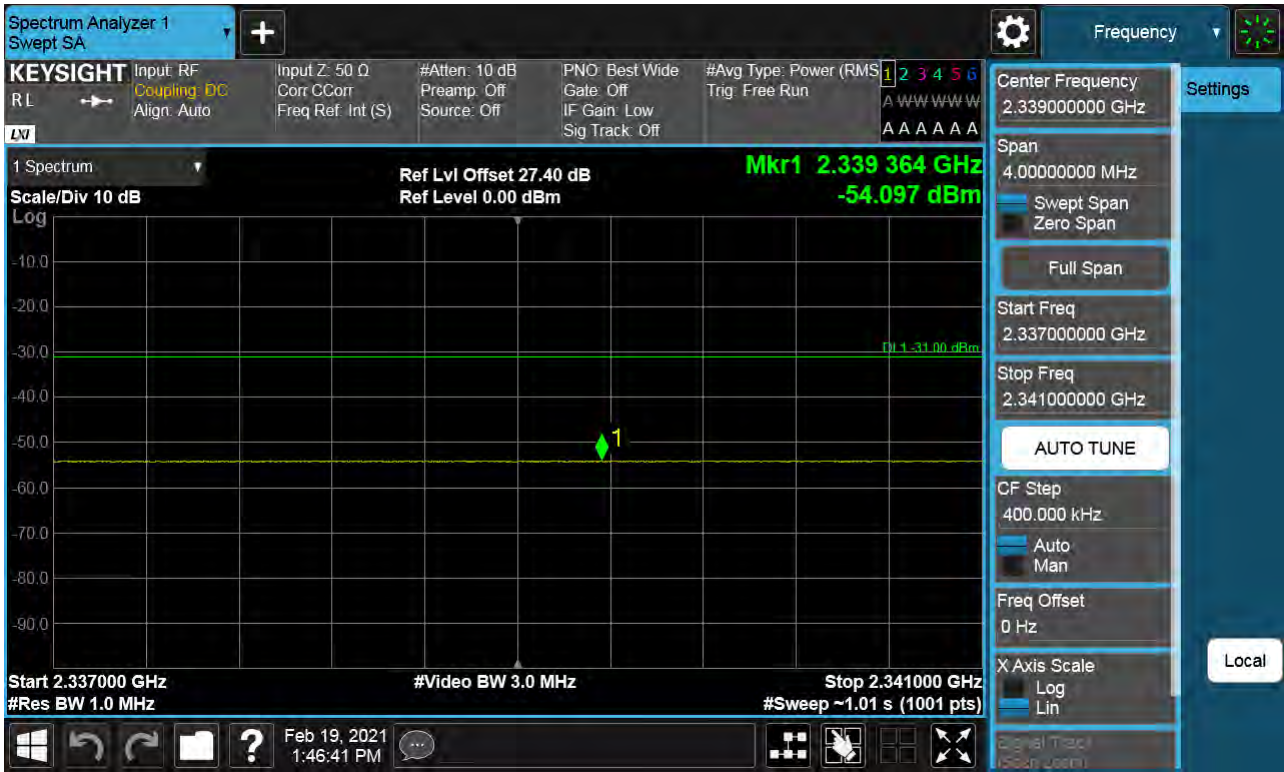 Spectrum Analyzer 1
Swept SA
+
Frequency
KEYSIGHT
RL
LXI
Input: RF
Coupling: DC
Align: Auto
Input Z: 50 Ω
Corr CCorr
Freq Ref: Int (S)
#Atten: 10 dB
Preamp: Off
Source: Off
PNO: Best Wide
Gate: Off
IF Gain: Low
Sig Track: Off
#Avg Type: Power (RMS
Trig: Free Run
1 2 3 4 5 6
A W W W W W
A A A A A A
1 Spectrum
Scale/Div 10 dB
Log
Ref Lvl Offset 27.40 dB
Ref Level 0.00 dBm
Mkr1 2.339 364 GHz
-54.097 dBm
-10.0
-20.0
-30.0
DL1 -31.00 dBm
-40.0
-50.0
1
-60.0
-70.0
-80.0
-90.0
Start 2.337000 GHz
#Video BW 3.0 MHz
Stop 2.341000 GHz
#Res BW 1.0 MHz
#Sweep ~1.01 s (1001 pts)
Center Frequency
2.339000000 GHz
Settings
Span
4.00000000 MHz
Swept Span
Zero Span
Full Span
Start Freq
2.337000000 GHz
Stop Freq
2.341000000 GHz
AUTO TUNE
CF Step
400.000 kHz
Auto
Man
Freq Offset
0 Hz
X Axis Scale
Log
Lin
Local
Signal Track
(Span Zoom)
?
Feb 19, 2021
1:46:41 PM